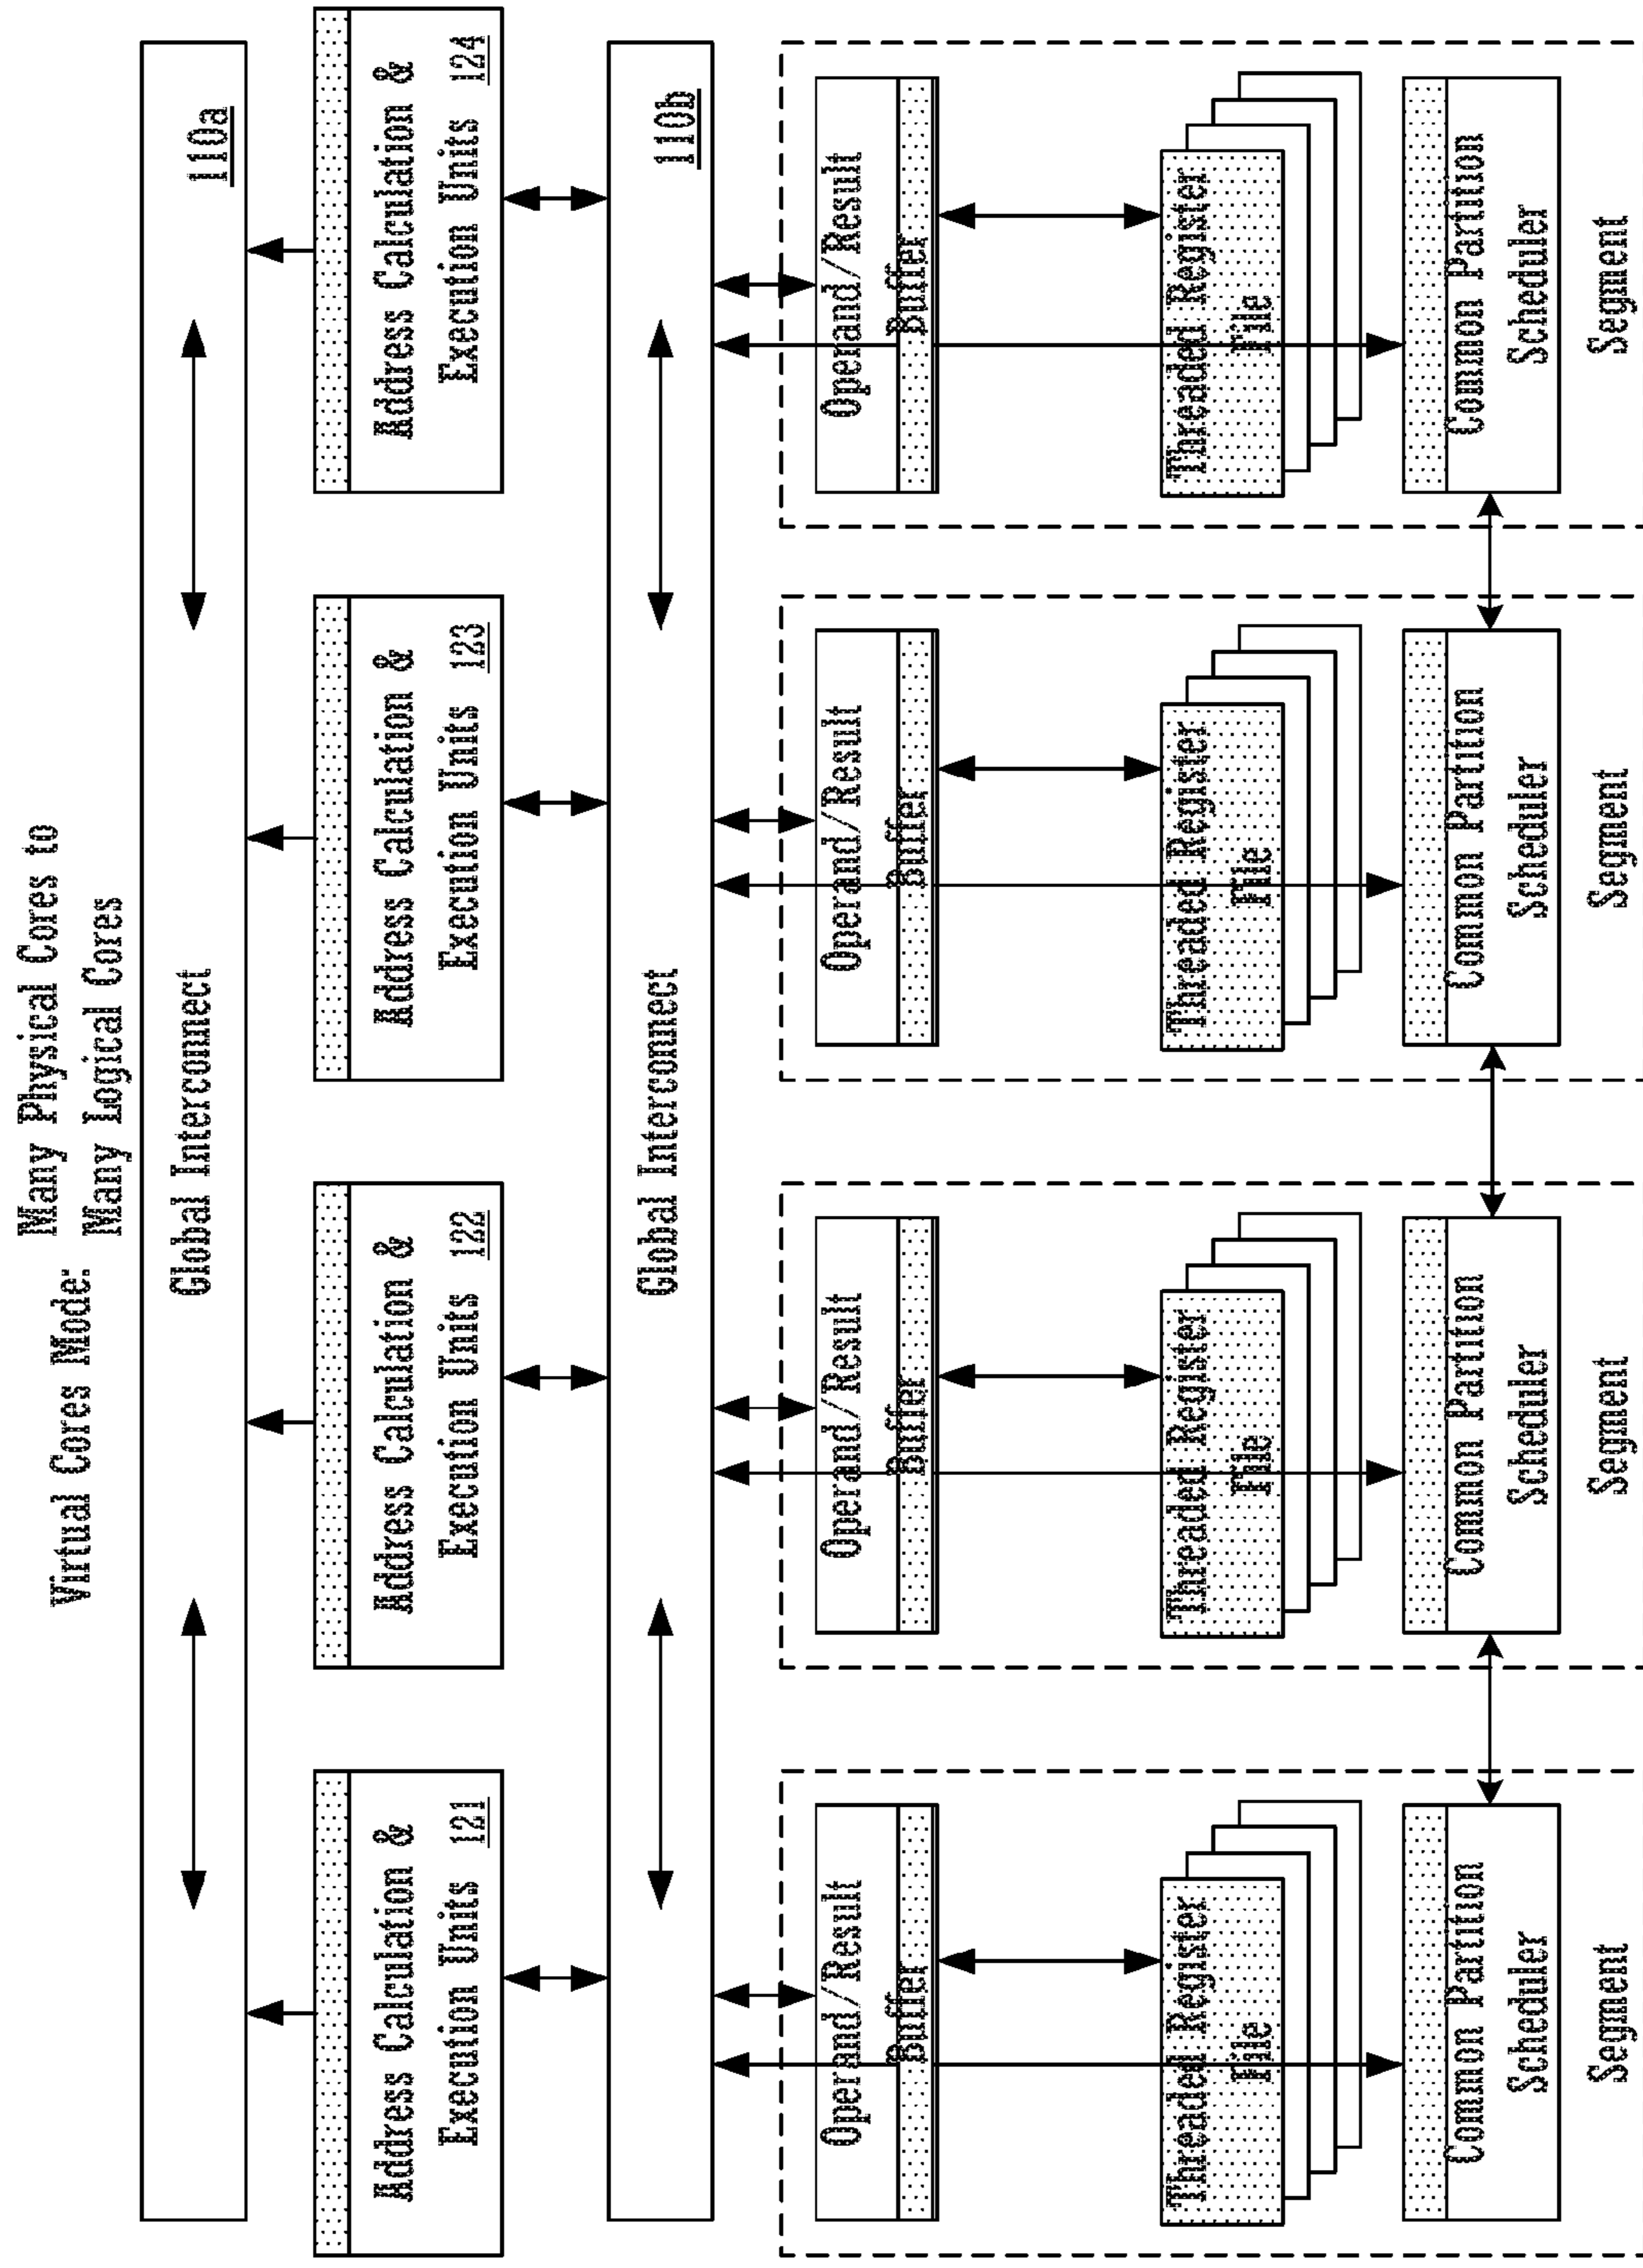 Virtual Cores Mode:
Many Physical Cores to
Many Logical Cores
Global Interconnect
110a
Address Calculation &
Execution Units 121
Address Calculation &
Execution Units 122
Address Calculation &
Execution Units 123
Address Calculation &
Execution Units 124
Global Interconnect
110b
Operand/Result
Buffer
Operand/Result
Buffer
Operand/Result
Buffer
Operand/Result
Buffer
Threaded Register
File
Threaded Register
File
Threaded Register
File
Threaded Register
File
Common Partition
Scheduler
Common Partition
Scheduler
Common Partition
Scheduler
Common Partition
Scheduler
Segment
Segment
Segment
Segment